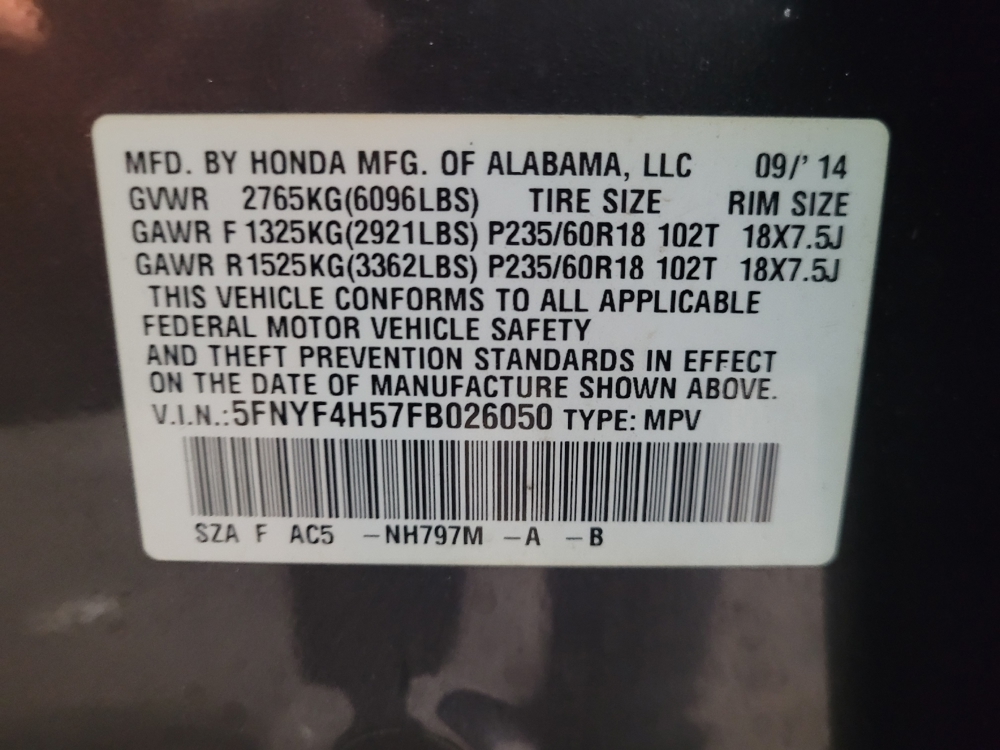 MFD. BY HONDA MFG. OF ALABAMA, LLC 09/' 14
GVWR 2765KG(6096LBS) TIRE SIZE RIM SIZE
GAWR F 1325KG(2921LBS) P235/60R18 102T 18X7.5J
GAWR R1525KG(3362LBS) P235/60R18 102T 18X7.5J
THIS VEHICLE CONFORMS TO ALL APPLICABLE
FEDERAL MOTOR VEHICLE SAFETY
AND THEFT PREVENTION STANDARDS IN EFFECT
ON THE DATE OF MANUFACTURE SHOWN ABOVE.
V.I.N.:5FNYF4H57FB026050 TYPE: MPV
SZA F AC5 –NH797M –A –B